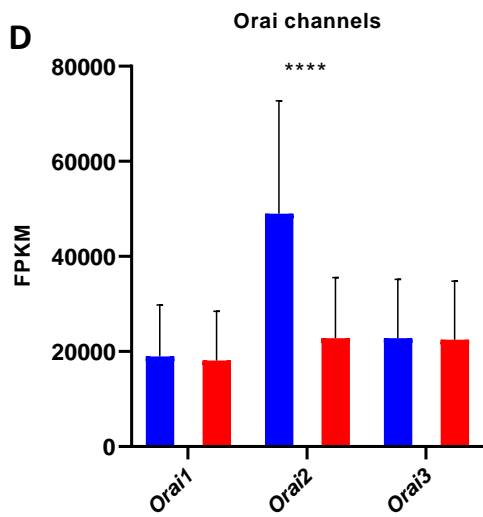 D
Orai channels
****
FPKM
80000
60000
40000
20000
0
Orai1
Orai2
Orai3